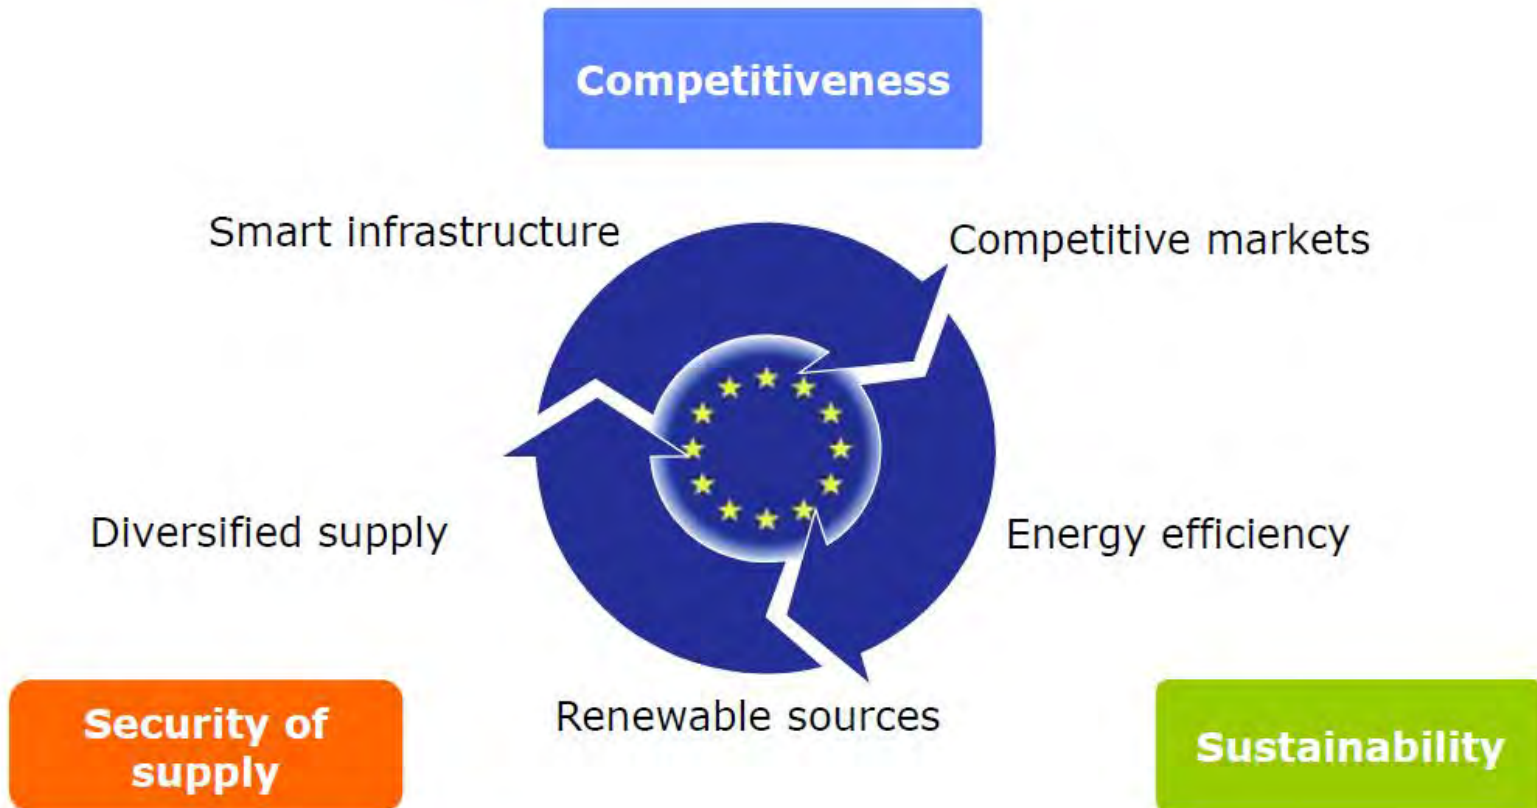 Competitiveness
Smart infrastructure
Competitive markets
Diversified supply
Energy efficiency
Security of
supply
Renewable sources
Sustainability